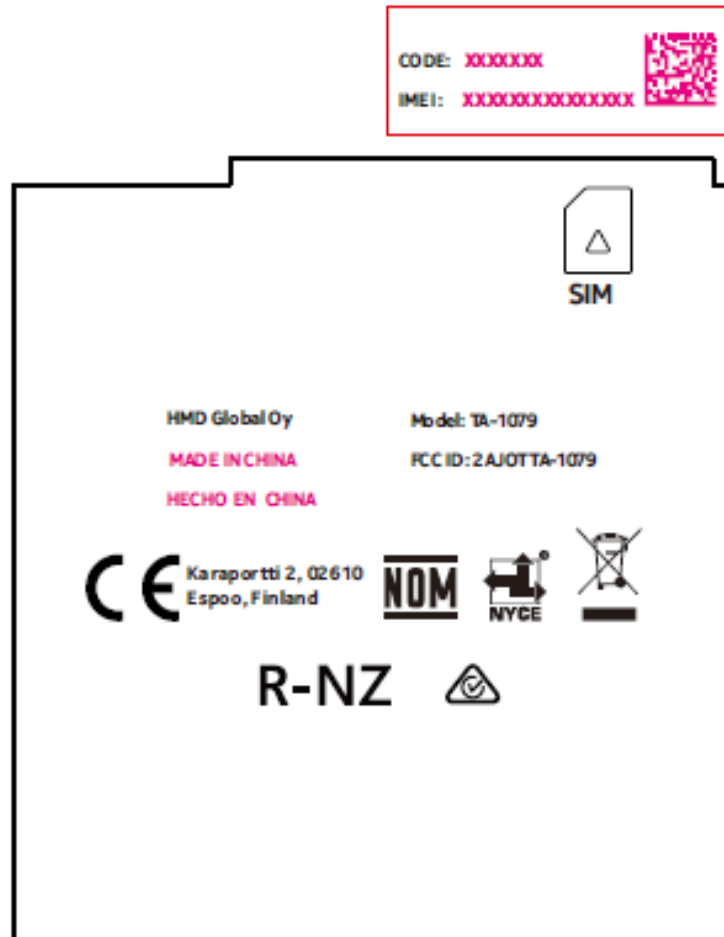 CODE: XXXXXXX
IMEI: XXXXXXXXXXXXXXX
SIM
HMD Global Oy
Model: TA-1079
MADE IN CHINA
FCC ID: 2AJOTTA-1079
HECHO EN CHINA
CE
Karaportti 2, 02610
Espoo, Finland
NOM
NYCE
R-NZ